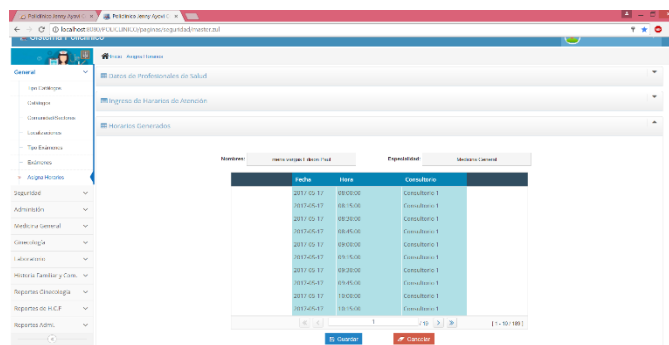 Policlinico Jenny Ayovi
Policlinico Jenny Ayovi C
localhost:8080/POLICLINICO/paginas/seguridad/master.zul
Inicio Asigna Horarios
General
Datos de Profesionales de Salud
Tipo Catálogos
Catálogos
Ingreso de Horarios de Atención
Comunidad/Sectores
Localizaciones
Horarios Generados
Tipo Exámenes
Exámenes
Nombres: Especialidad: Medicina General
Asigna Horarios
Fecha Hora Consultorio
Seguridad
2017-05-17 08:00:00 Consultorio 1
2017-05-17 08:15:00 Consultorio 1
Admisión
2017-05-17 08:30:00 Consultorio 1
Medicina General
2017-05-17 08:45:00 Consultorio 1
Ginecología
2017-05-17 09:00:00 Consultorio 1
Laboratorio
2017-05-17 09:15:00 Consultorio 1
Historia Familiar y Com.
2017-05-17 09:30:00 Consultorio 1
Reportes Ginecología
2017-05-17 09:45:00 Consultorio 1
2017-05-17 10:00:00 Consultorio 1
Reportes de H.C.F
2017-05-17 10:15:00 Consultorio 1
Reportes Adm.
1
Guardar Cancelar